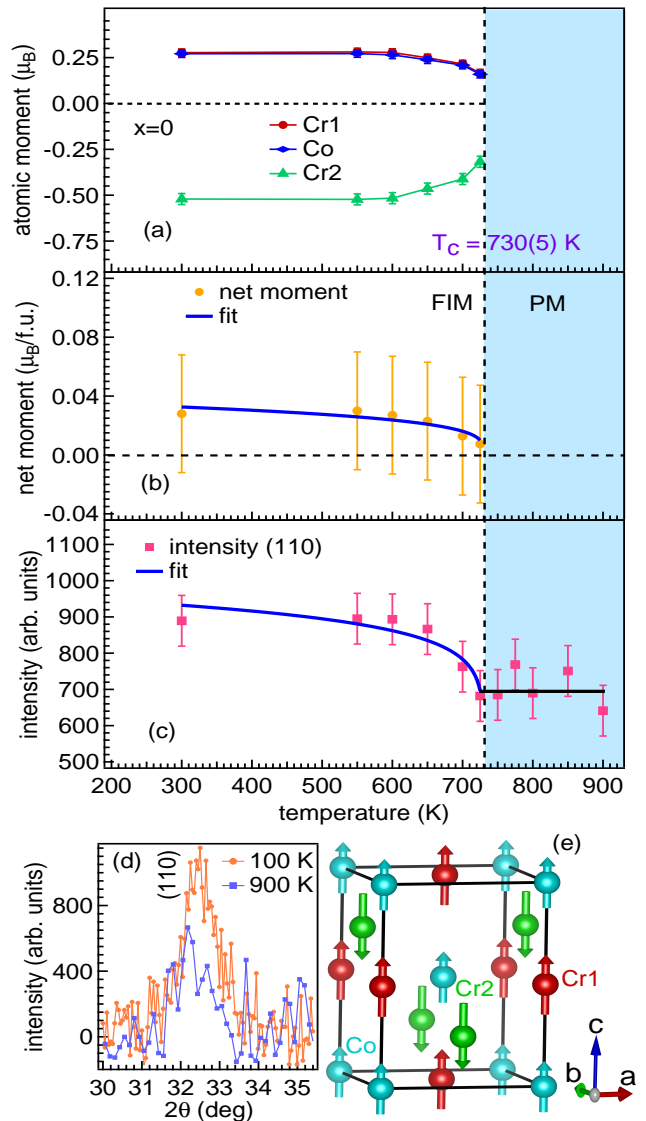 0.25
0.00
-0.25
-0.50
-0.75
atomic moment (μB)
x=0
Cr1
Co
Cr2
(a)
TC = 730(5) K
0.12
0.08
0.04
0.00
-0.04
net moment (μB/f.u.)
net moment
fit
FIM
PM
(b)
1100
1000
900
800
700
600
500
intensity (arb. units)
intensity (110)
fit
(c)
200 300 400 500 600 700 800 900
temperature (K)
(d)
(110)
100 K
900 K
800
400
0
intensity (arb. units)
30 31 32 33 34 35
2θ (deg)
(e)
Cr1
Cr2
Co
c
b
a